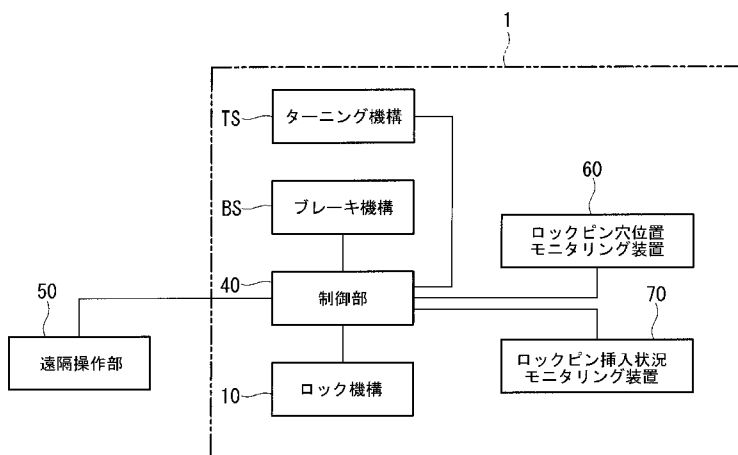 1
TS
ターニング機構
60
BS
ブレーキ機構
ロックピン穴位置
モニタリング装置
50
40
制御部
70
遠隔操作部
ロックピン挿入状況
モニタリング装置
10
ロック機構